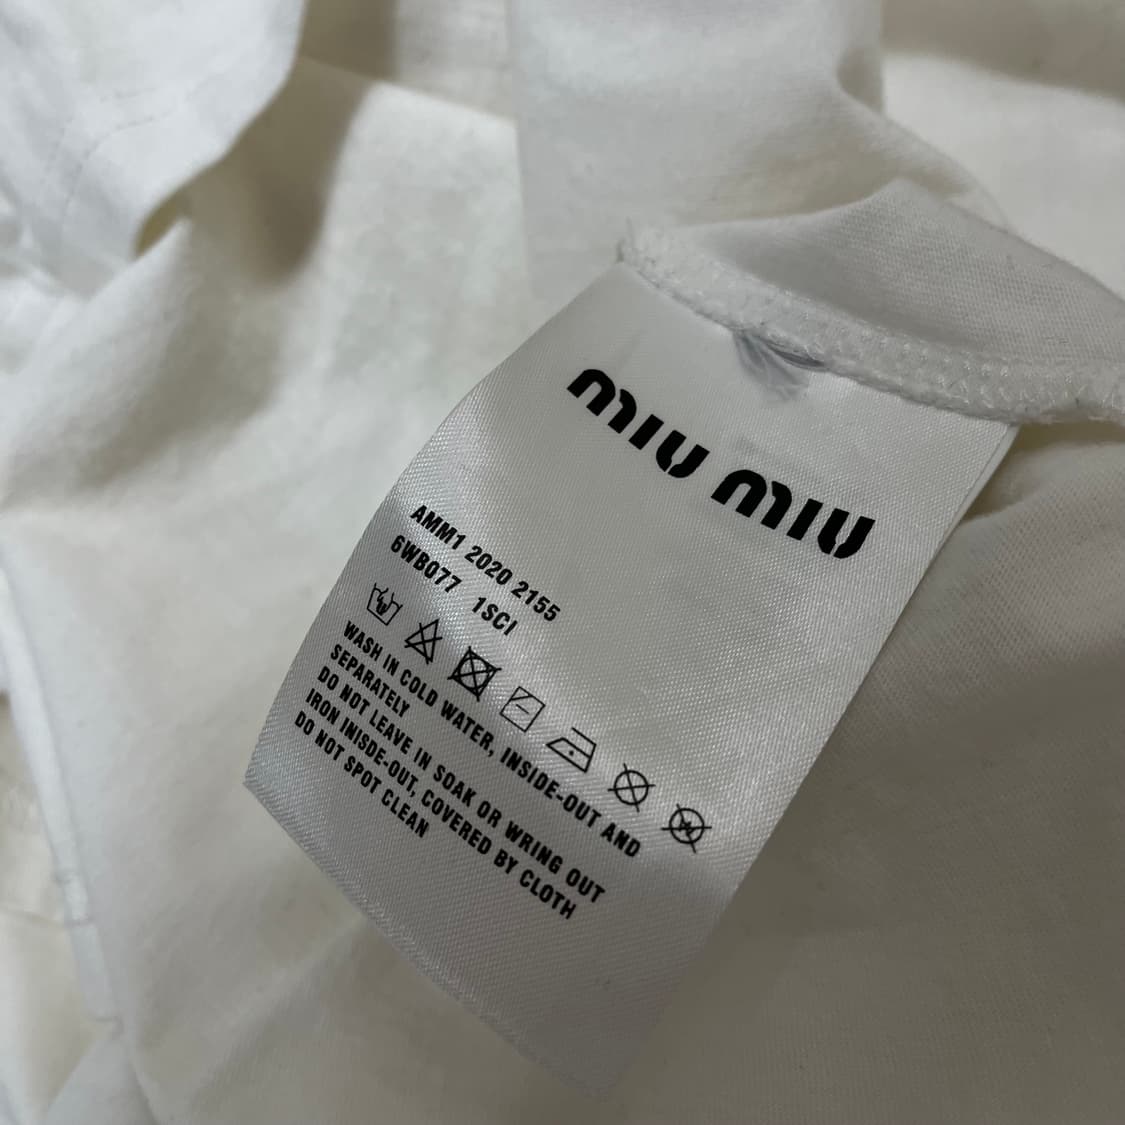 miu miu
AMM1 2020 2155
6WB077 1SCI
WASH IN COLD WATER, INSIDE-OUT AND
SEPARATELY
DO NOT LEAVE IN SOAK OR WRING OUT
IRON INISDE-OUT, COVERED BY CLOTH
DO NOT SPOT CLEAN